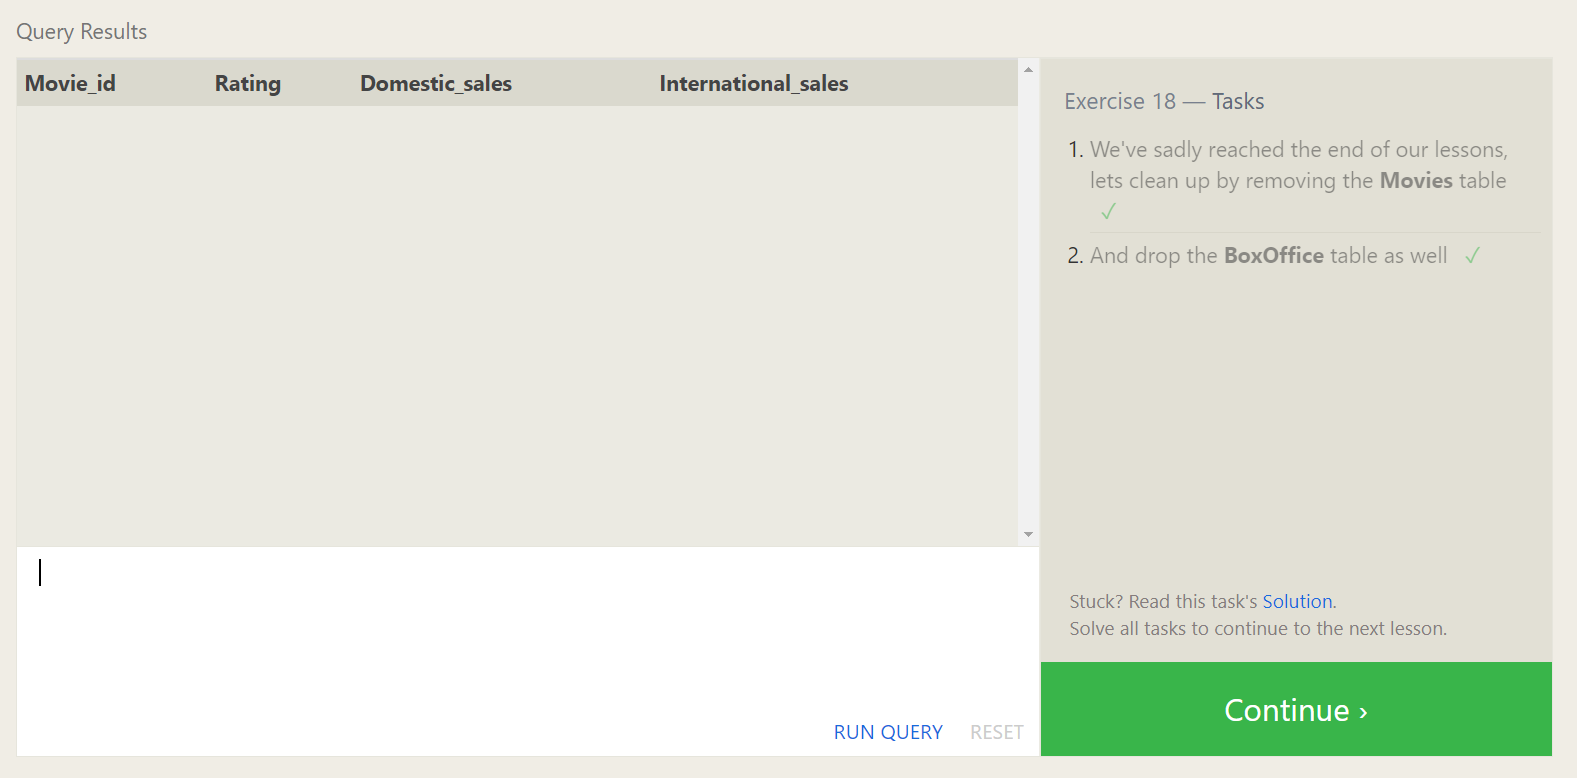 Query Results
Movie_id Rating Domestic_sales International_sales
Exercise 18 — Tasks
1. We've sadly reached the end of our lessons,
lets clean up by removing the Movies table
✓
2. And drop the BoxOffice table as well ✓
Stuck? Read this task's Solution.
Solve all tasks to continue to the next lesson.
RUN QUERY RESET
Continue ›